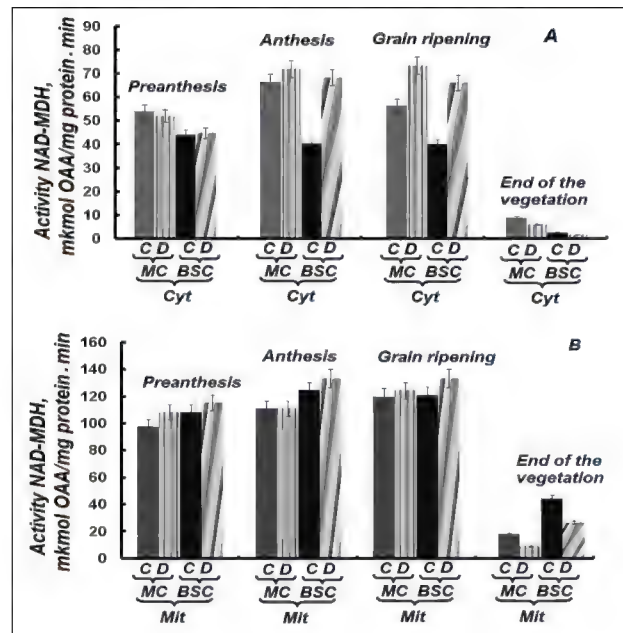 A
Activity NAD-MDH,
mkmol OAA/mg protein · min
90
80
70
60
50
40
30
20
10
0
Preanthesis
Anthesis
Grain ripening
End of the
vegetation
C D C D
MC BSC
Cyt
C D C D
MC BSC
Cyt
C D C D
MC BSC
Cyt
C D C D
MC BSC
Cyt
B
Activity NAD-MDH,
mkmol OAA/mg protein · min
160
140
120
100
80
60
40
20
0
Preanthesis
Anthesis
Grain ripening
End of the
vegetation
C D C D
MC BSC
Mit
C D C D
MC BSC
Mit
C D C D
MC BSC
Mit
C D C D
MC BSC
Mit